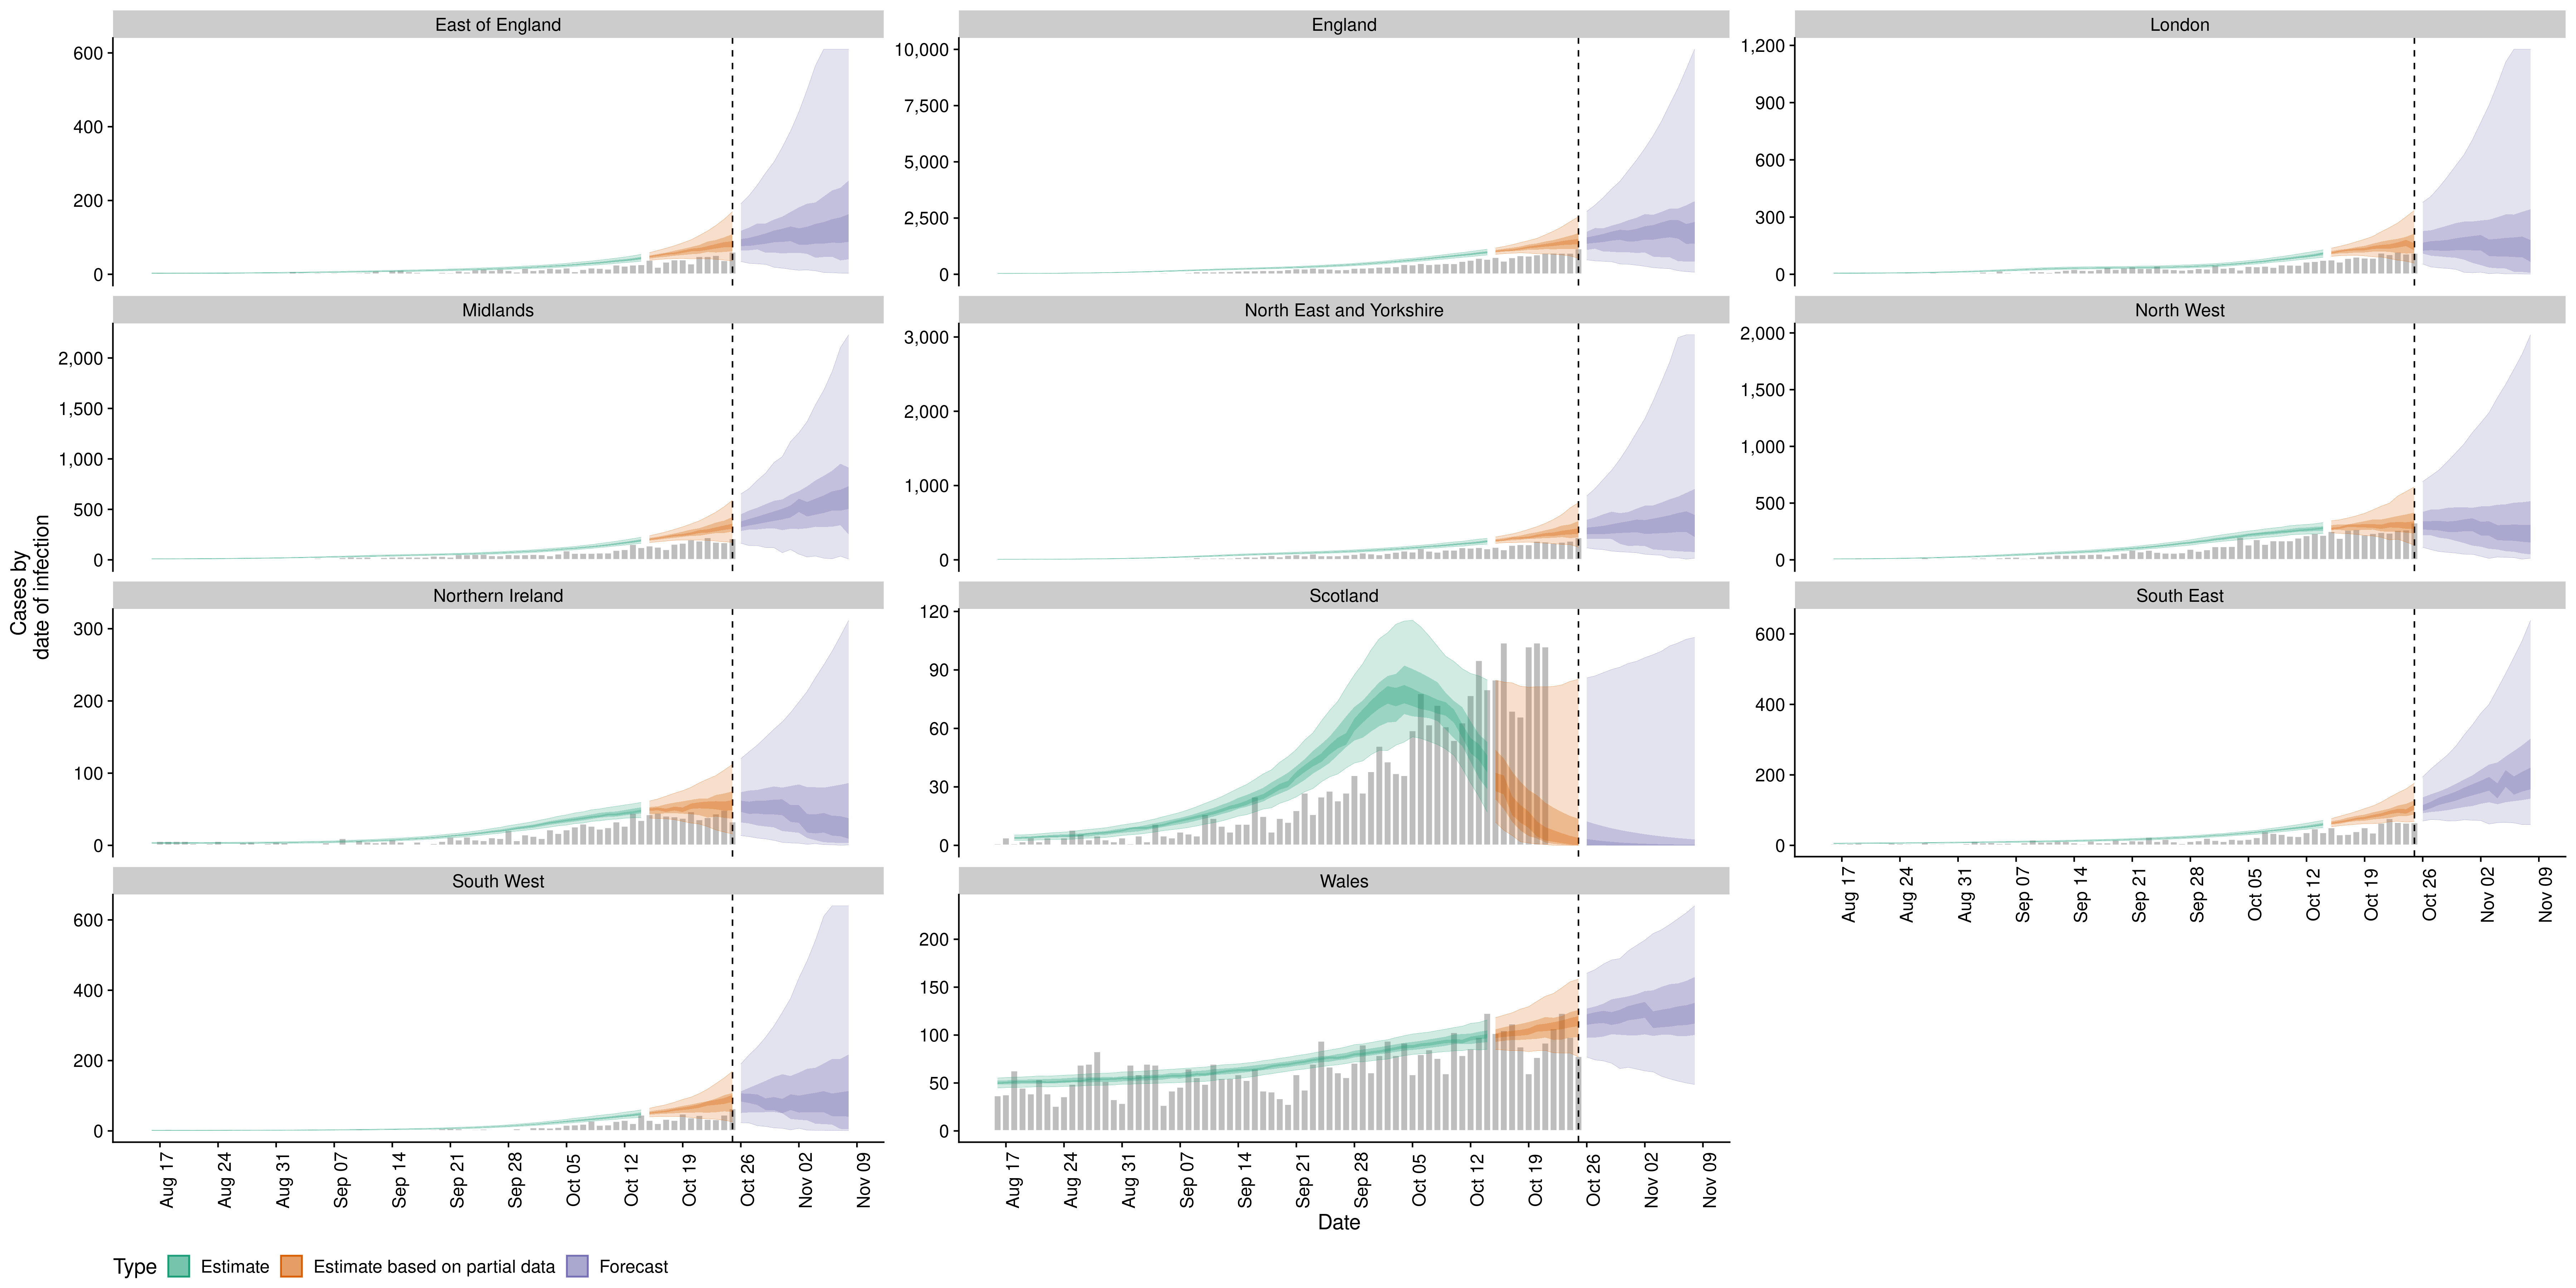 East of England
England
London
600
400
200
0
10,000
7,500
5,000
2,500
0
1,200
900
600
300
0
Midlands
North East and Yorkshire
North West
2,000
1,500
1,000
500
0
3,000
2,000
1,000
0
2,000
1,500
1,000
500
0
Cases by
date of infection
Northern Ireland
Scotland
South East
300
200
100
0
120
90
60
30
0
600
400
200
0
Aug 17
Aug 24
Aug 31
Sep 07
Sep 14
Sep 21
Sep 28
Oct 05
Oct 12
Oct 19
Oct 26
Nov 02
Nov 09
South West
Wales
600
400
200
0
200
150
100
50
0
Aug 17
Aug 24
Aug 31
Sep 07
Sep 14
Sep 21
Sep 28
Oct 05
Oct 12
Oct 19
Oct 26
Nov 02
Nov 09
Aug 17
Aug 24
Aug 31
Sep 07
Sep 14
Sep 21
Sep 28
Oct 05
Oct 12
Oct 19
Oct 26
Nov 02
Nov 09
Date
Type Estimate Estimate based on partial data Forecast